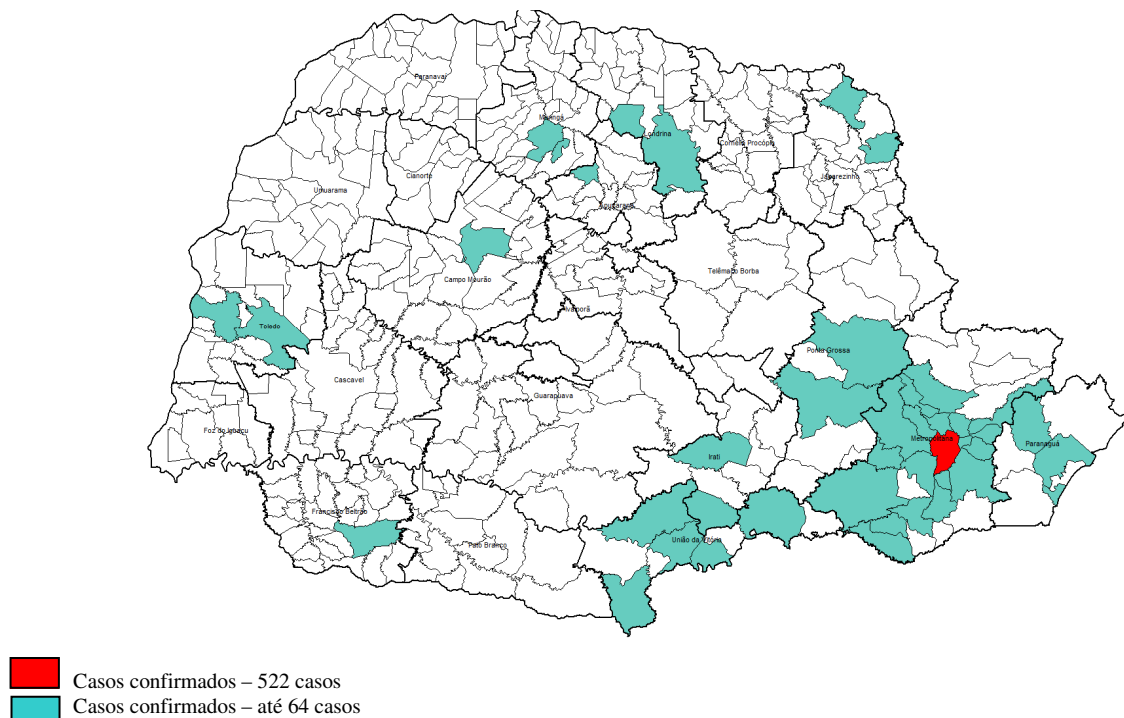 Paranavaí
Maringá
Londrina
Cornélio Procópio
Jacarezinho
Cianorte
Umuarama
Apucarana
Campo Mourão
Telêmaco Borba
Ivaiporã
Toledo
Ponta Grossa
Cascavel
Guarapuava
Foz do Iguaçu
Metropolitana
Paranaguá
Irati
Francisco Beltrão
Pato Branco
União da Vitória
Casos confirmados – 522 casos
Casos confirmados – até 64 casos